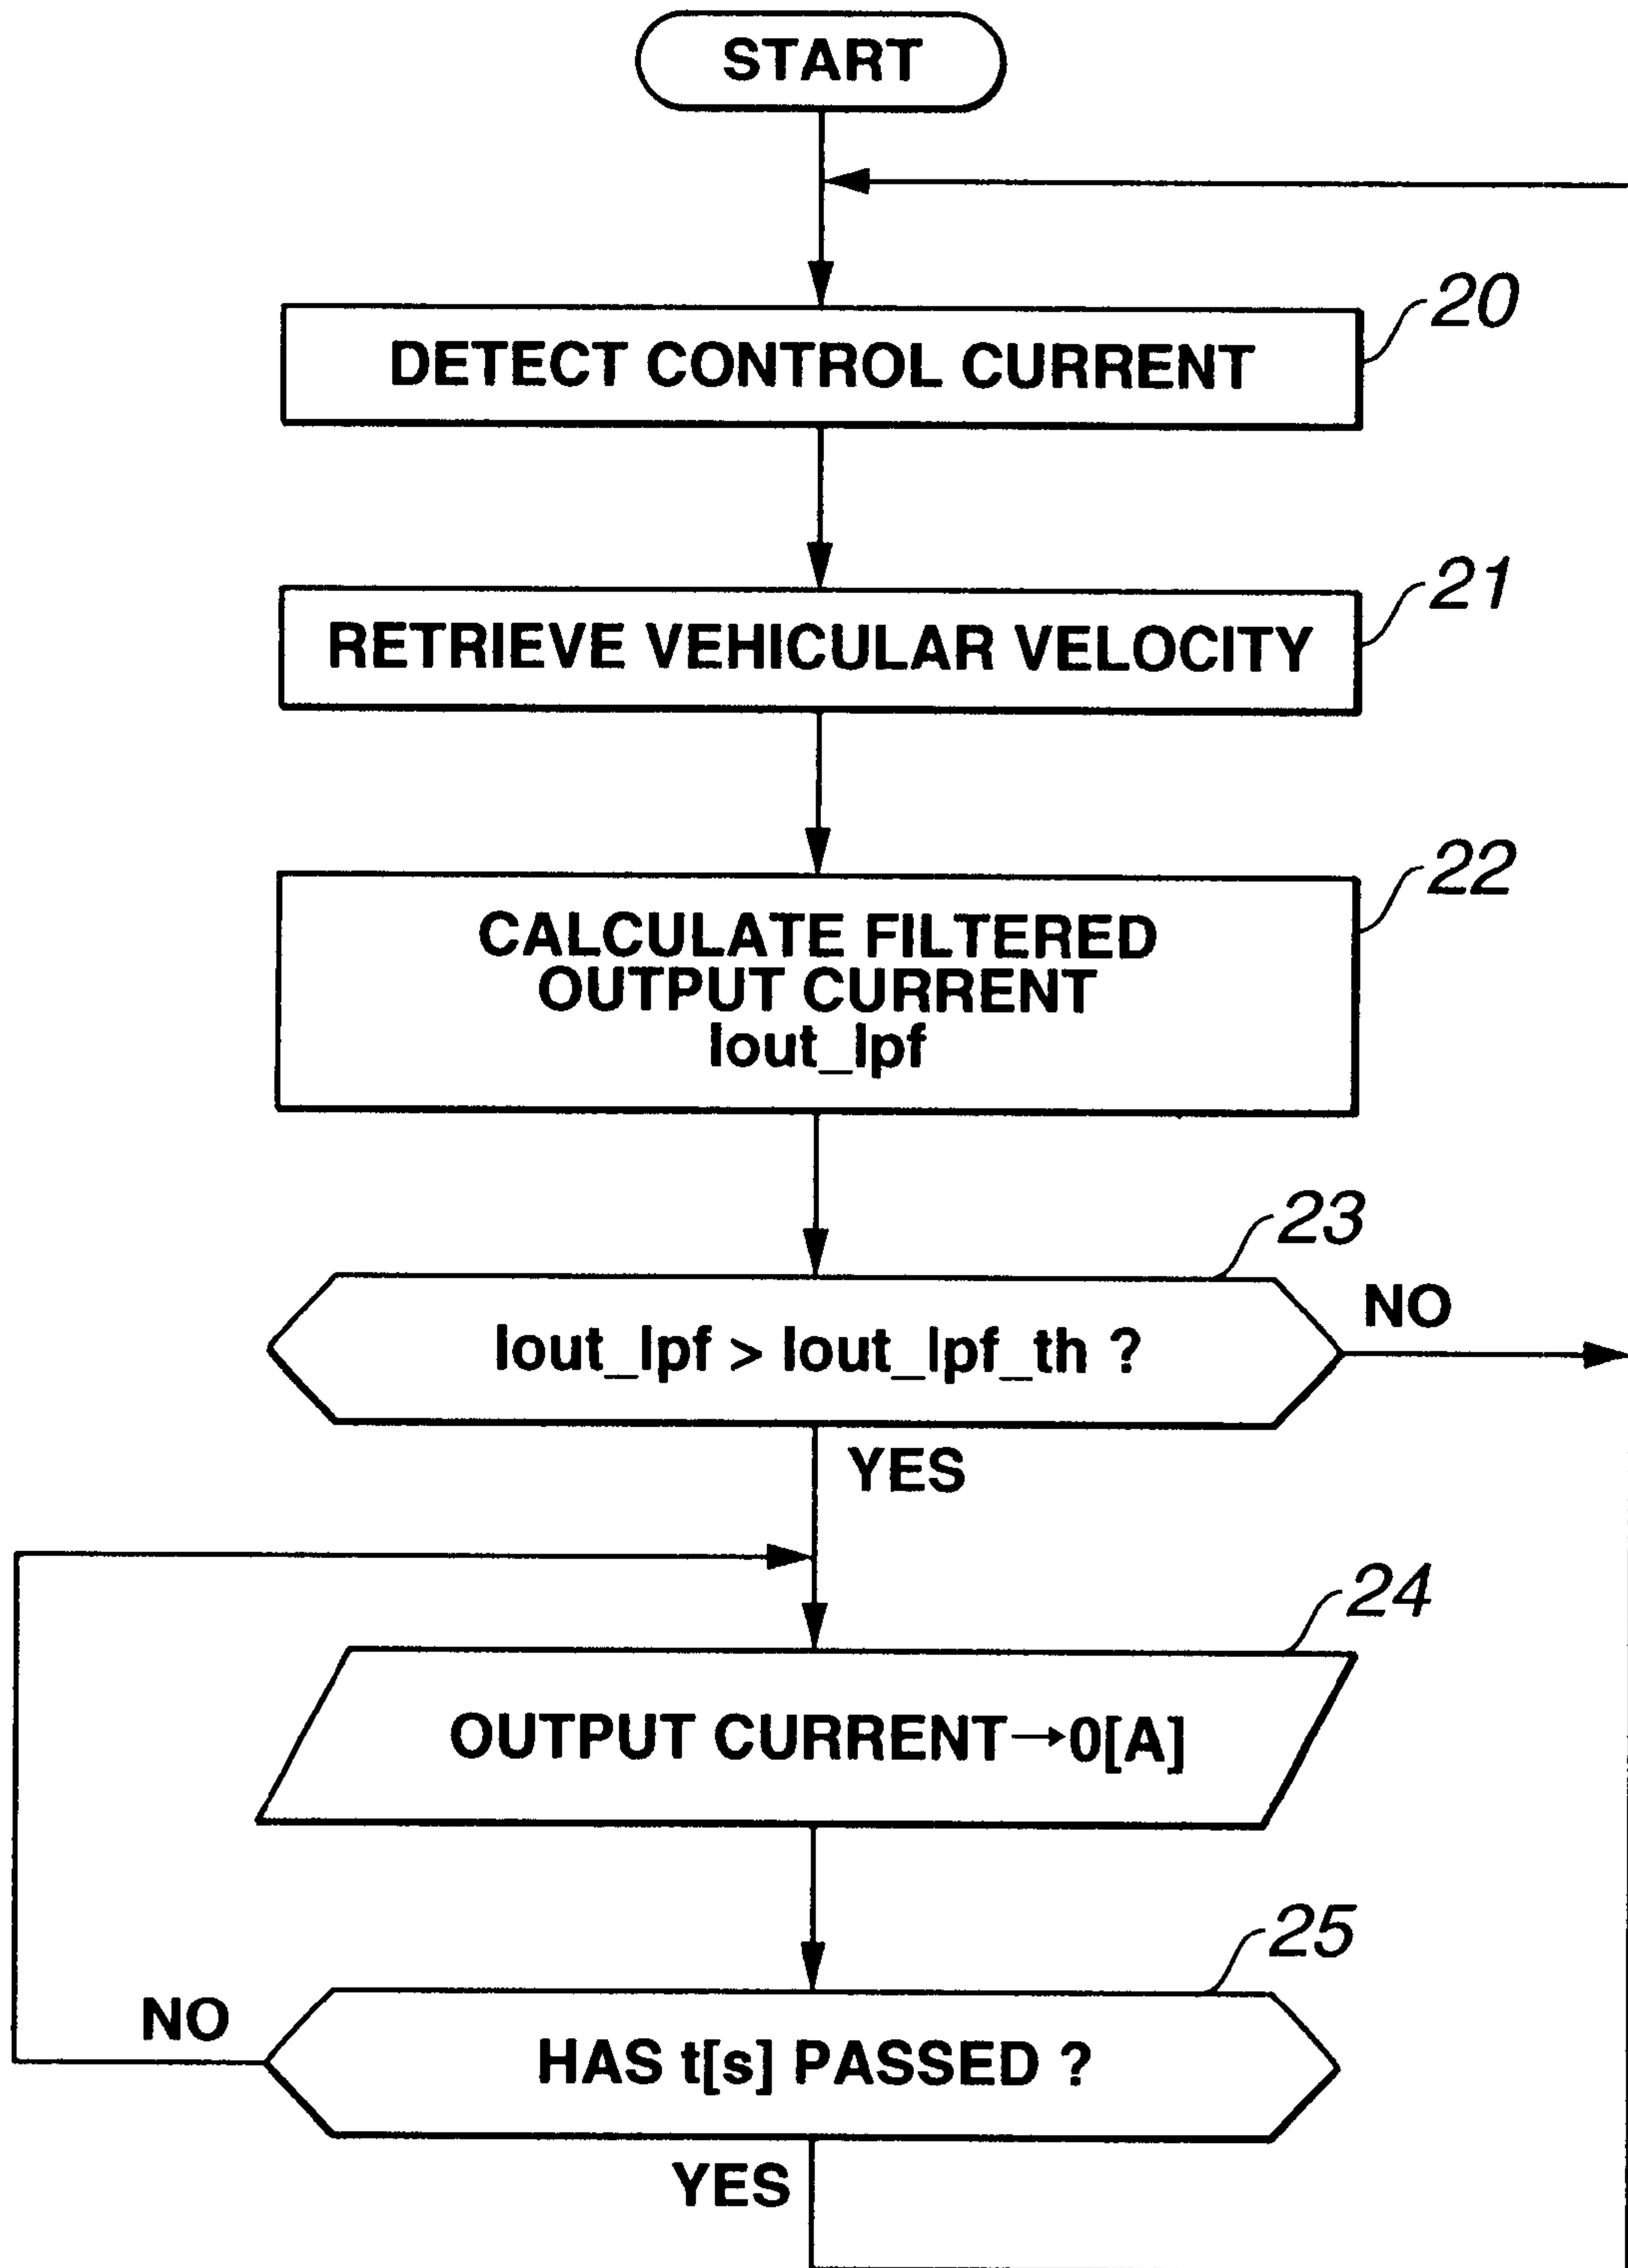 START
20
DETECT CONTROL CURRENT
21
RETRIEVE VEHICULAR VELOCITY
22
CALCULATE FILTERED
OUTPUT CURRENT
Iout_lpf
23
Iout_lpf > Iout_lpf_th ?
NO
YES
24
OUTPUT CURRENT→0[A]
25
NO
HAS t[s] PASSED ?
YES